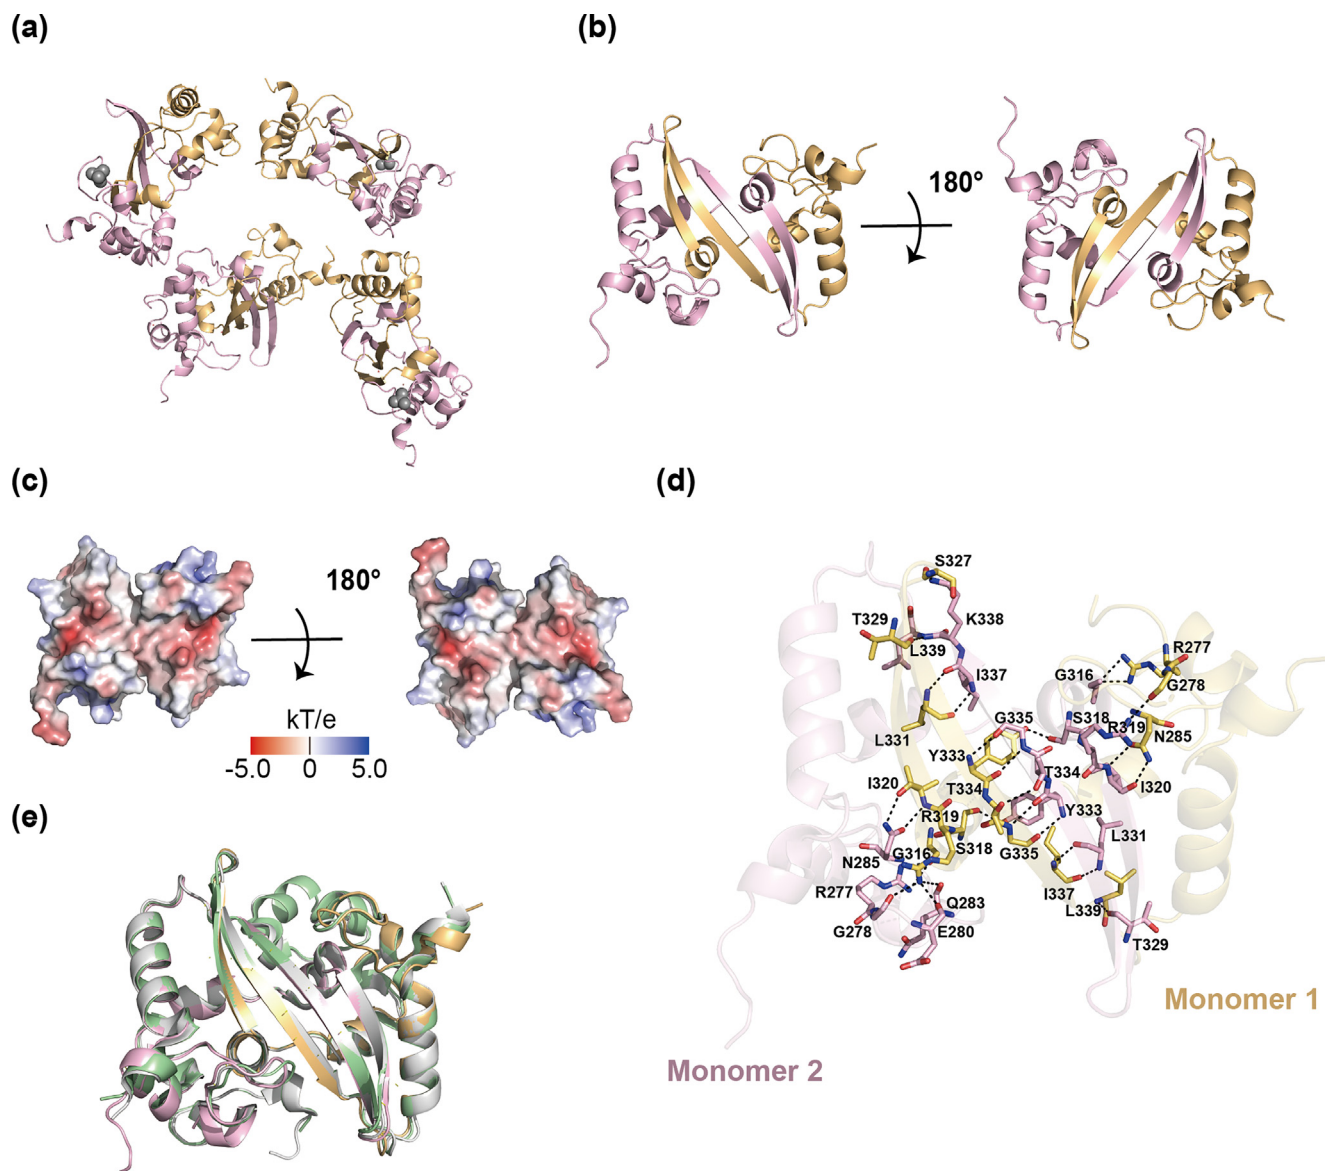 (a)
(b)
180°
(c)
180°
kT/e
-5.0 0 5.0
(d)
S327
T329
K338
L339
R277
G316
I337
G278
S318
G335
R319
N285
L331
Y333
T334
I320
T334
I320
R319
Y333
L331
S318
G316
G335
N285
I337
R277
Q283
L339
G278
E280
T329
Monomer 1
Monomer 2
(e)